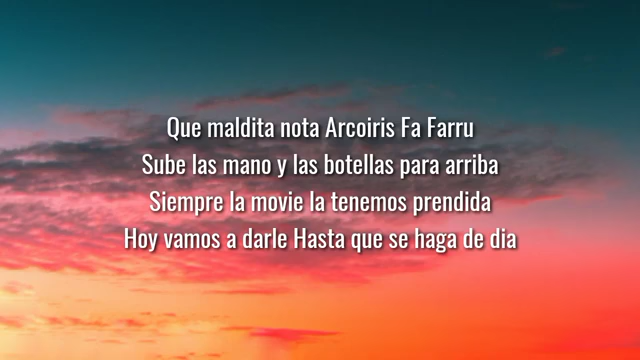 Que maldita nota Arcoiris Fa Farru
Sube las mano y las botellas para arriba
Siempre la movie la tenemos prendida
Hoy vamos a darle Hasta que se haga de dia